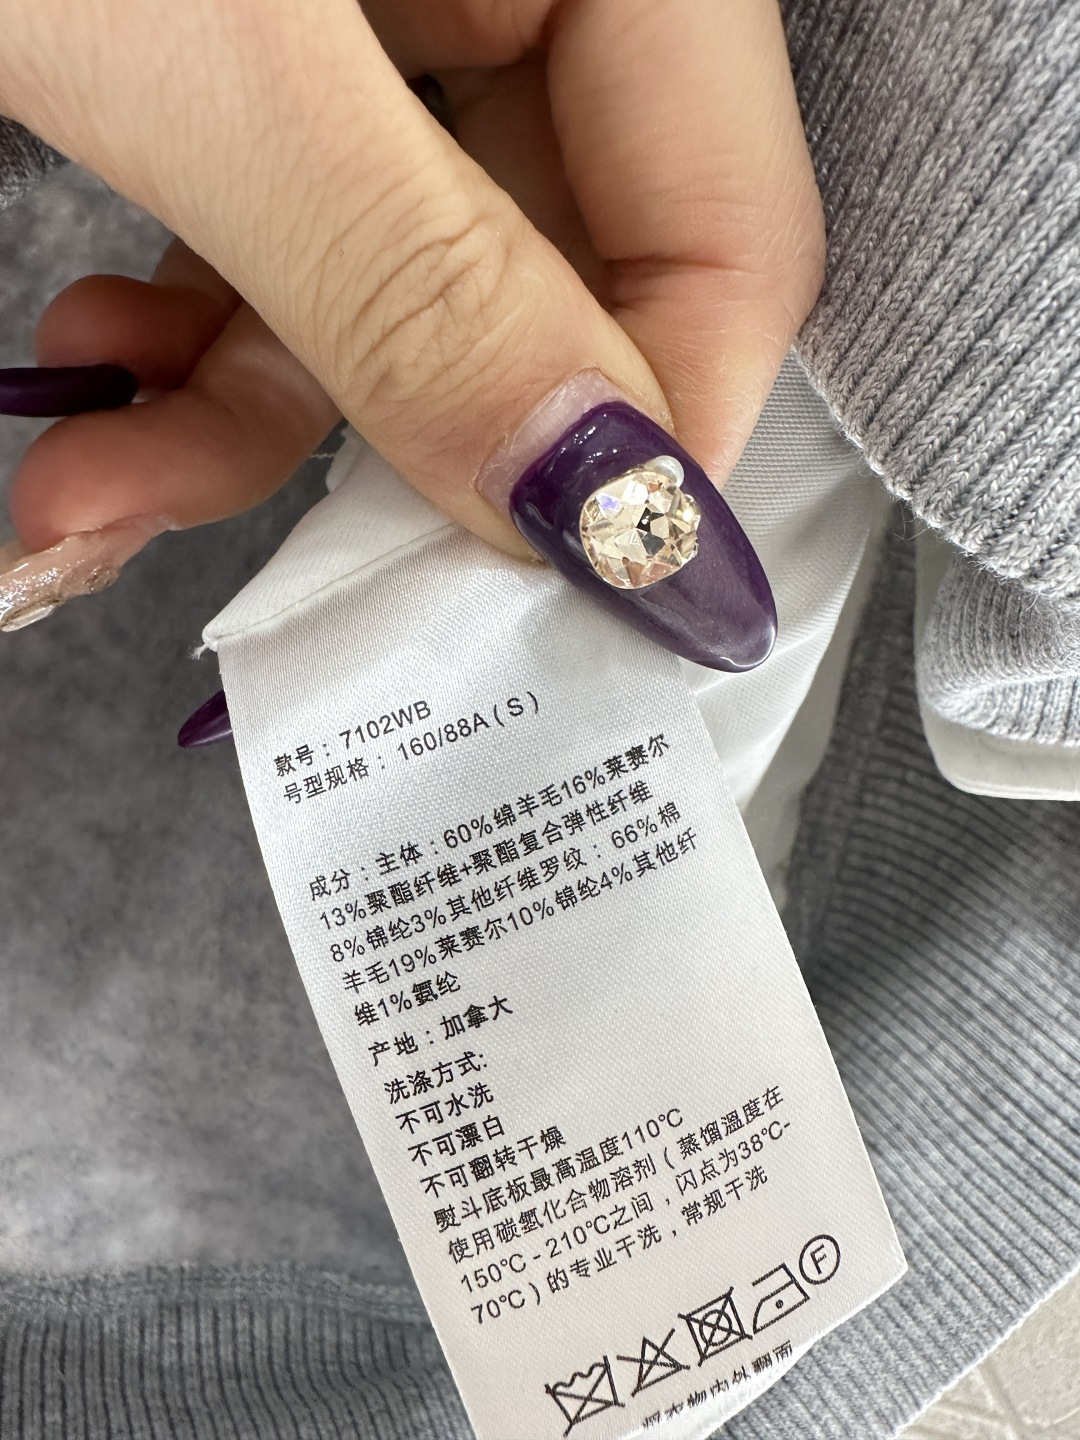 款号：7102WB
号型规格：160/88A(S)
成分：主体：60%绵羊毛16%莱赛尔
13%聚酯纤维+聚酯复合弹性纤维
8%锦纶3%其他纤维罗纹：66%棉
羊毛19%莱赛尔10%锦纶4%其他纤
维1%氨纶
产地：加拿大
洗涤方式:
不可水洗
不可漂白
不可翻转干燥
熨斗底板最高温度110℃
使用碳氢化合物溶剂（蒸馏温度在
150℃-210℃之间，闪点为38℃-
70℃）的专业干洗，常规干洗
F
衣物内外翻面